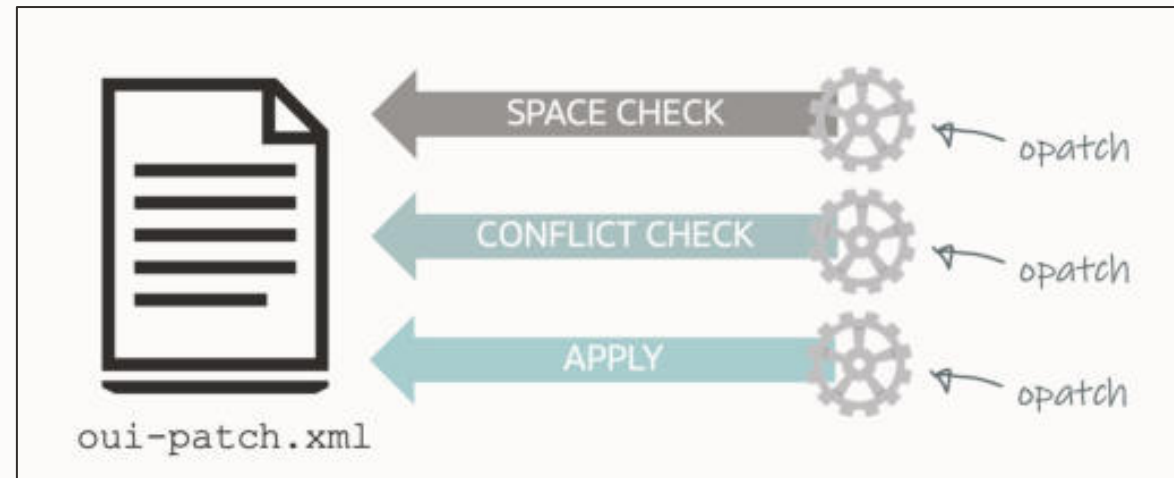 SPACE CHECK
opatch
CONFLICT CHECK
opatch
APPLY
opatch
oui-patch.xml